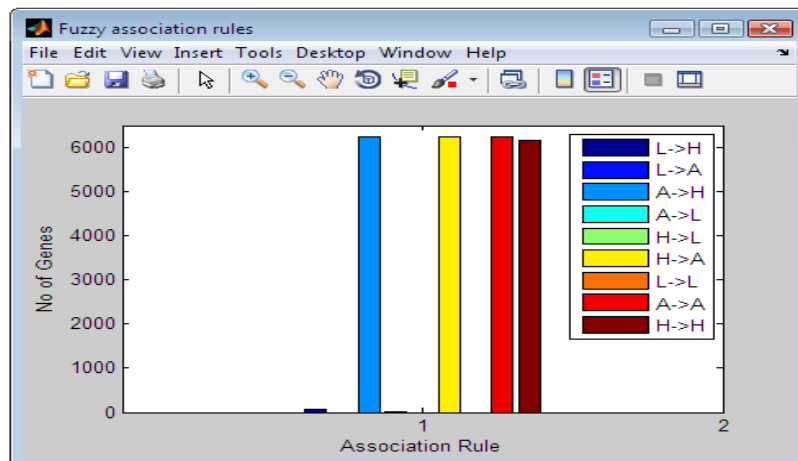 Fuzzy association rules
File Edit View Insert Tools Desktop Window Help
6000
5000
4000
3000
2000
1000
0
No of Genes
1
2
Association Rule
L->H
L->A
A->H
A->L
H->L
H->A
L->L
A->A
H->H